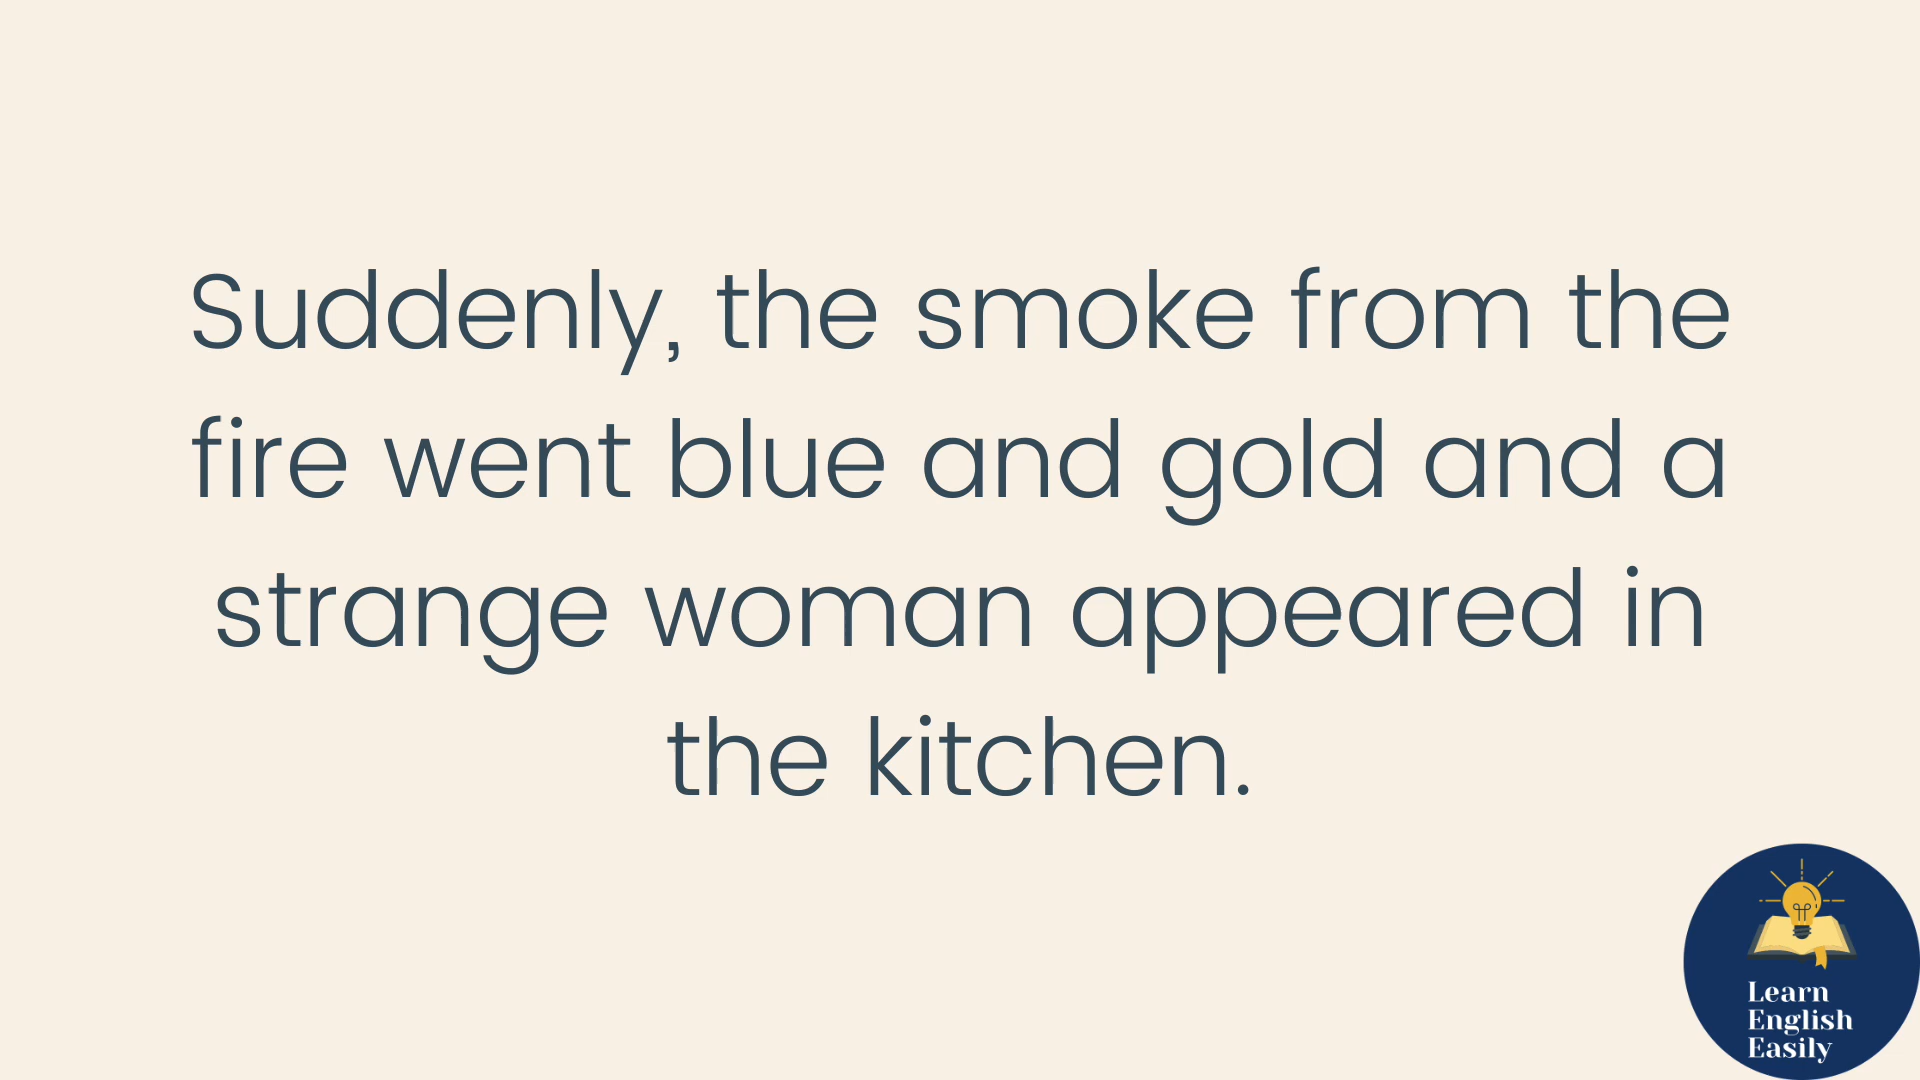 Suddenly, the smoke from the
fire went blue and gold and a
strange woman appeared in
the kitchen.
Learn
English
Easily